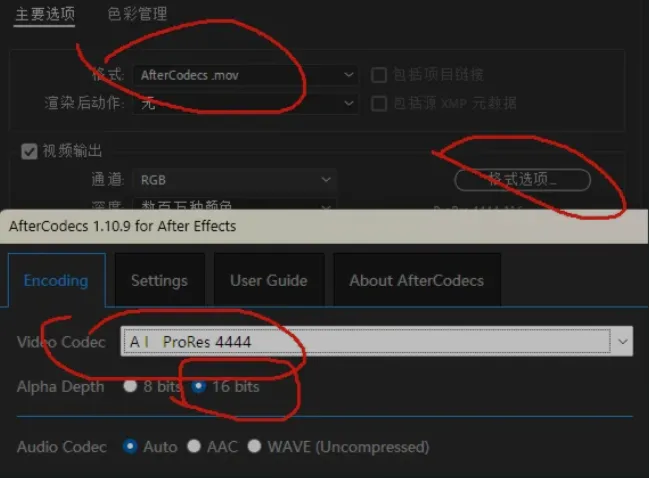 主要选项 色彩管理
格式: AfterCodecs .mov 包括项目链接
渲染后动作: 无 包括源 XMP 元数据
视频输出
通道: RGB 格式选项...
深度: 数百万种颜色
AfterCodecs 1.10.9 for After Effects
Encoding Settings User Guide About AfterCodecs
Video Codec ProRes 4444
Alpha Depth 8 bits 16 bits
Audio Codec Auto AAC WAVE (Uncompressed)